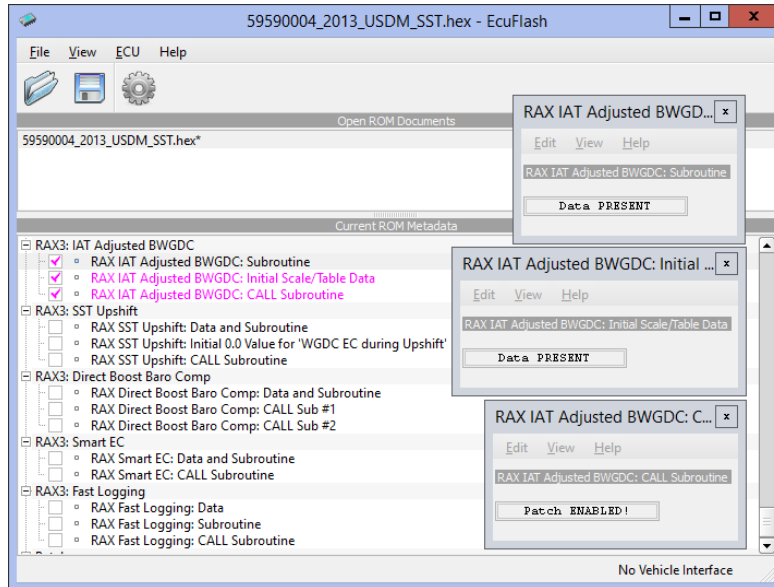 59590004_2013_USDM_SST.hex* - EcuFlash
File View ECU Help
Open ROM Documents
59590004_2013_USDM_SST.hex*
Current ROM Metadata
RAX3: IAT Adjusted BWGDC
RAX IAT Adjusted BWGDC: Subroutine
RAX IAT Adjusted BWGDC: Initial Scale/Table Data
RAX IAT Adjusted BWGDC: CALL Subroutine
RAX3: SST Upshift
RAX SST Upshift: Data and Subroutine
RAX SST Upshift: Initial 0.0 Value for 'WGDC EC during Upshift'
RAX SST Upshift: CALL Subroutine
RAX3: Direct Boost Baro Comp
RAX Direct Boost Baro Comp: Data and Subroutine
RAX Direct Boost Baro Comp: CALL Sub #1
RAX Direct Boost Baro Comp: CALL Sub #2
RAX3: Smart EC
RAX Smart EC: Data and Subroutine
RAX Smart EC: CALL Subroutine
RAX3: Fast Logging
RAX Fast Logging: Data
RAX Fast Logging: Subroutine
RAX Fast Logging: CALL Subroutine
RAX IAT Adjusted BWGD... x
Edit View Help
RAX IAT Adjusted BWGDC: Subroutine
Data PRESENT
RAX IAT Adjusted BWGDC: Initial ... x
Edit View Help
RAX IAT Adjusted BWGDC: Initial Scale/Table Data
Data PRESENT
RAX IAT Adjusted BWGDC: C... x
Edit View Help
RAX IAT Adjusted BWGDC: CALL Subroutine
Patch ENABLED!
No Vehicle Interface